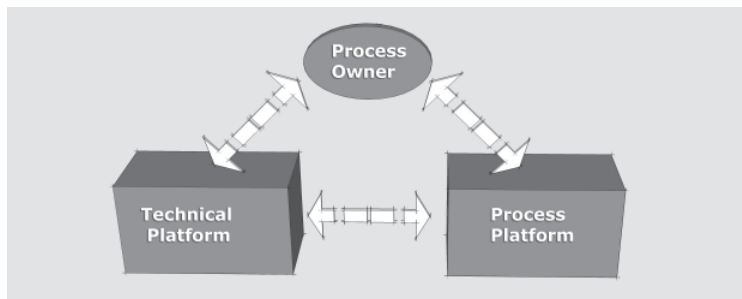 Process
Owner
Technical
Platform
Process
Platform